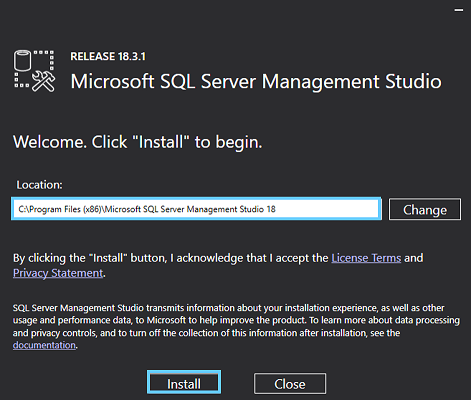 RELEASE 18.3.1
Microsoft SQL Server Management Studio
Welcome. Click "Install" to begin.
Location:
C:\Program Files (x86)\Microsoft SQL Server Management Studio 18
Change
By clicking the "Install" button, I acknowledge that I accept the License Terms and
Privacy Statement.
SQL Server Management Studio transmits information about your installation experience, as well as other
usage and performance data, to Microsoft to help improve the product. To learn more about data processing
and privacy controls, and to turn off the collection of this information after installation, see the
documentation.
Install
Close